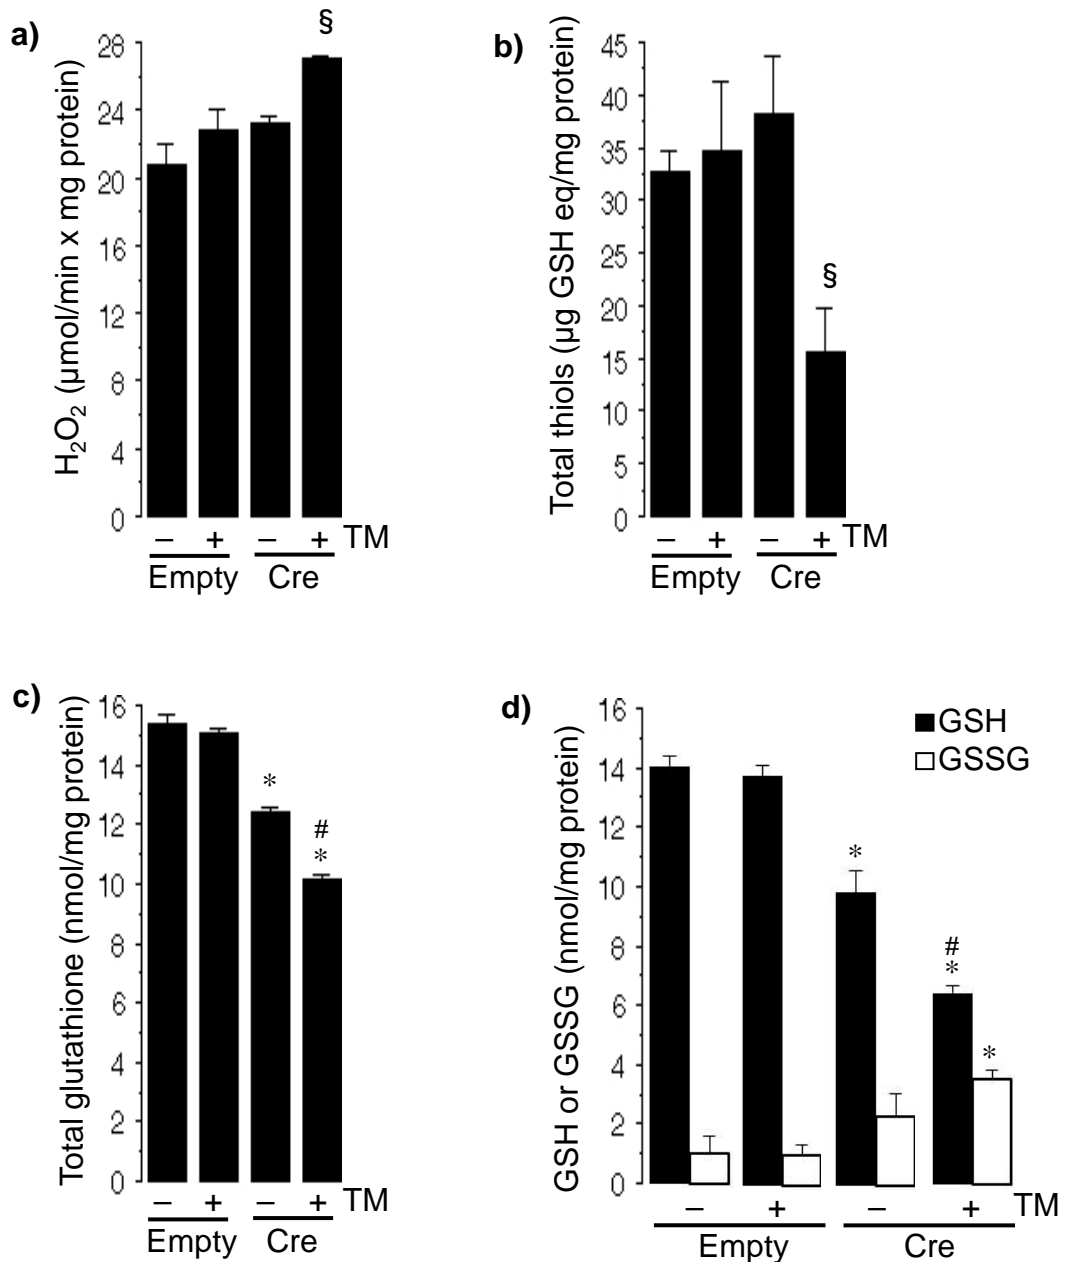 a)
§
H₂O₂ (µmol/min x mg protein)
28
24
20
16
12
8
4
0
– + – + TM
Empty Cre
b)
Total thiols (µg GSH eq/mg protein)
45
40
35
30
25
20
15
10
5
0
§
– + – + TM
Empty Cre
c)
Total glutathione (nmol/mg protein)
16
14
12
10
8
6
4
2
0
*
#
*
– + – + TM
Empty Cre
d)
GSH or GSSG (nmol/mg protein)
16
14
12
10
8
6
4
2
0
GSH
GSSG
*
#
*
*
– + – + TM
Empty Cre